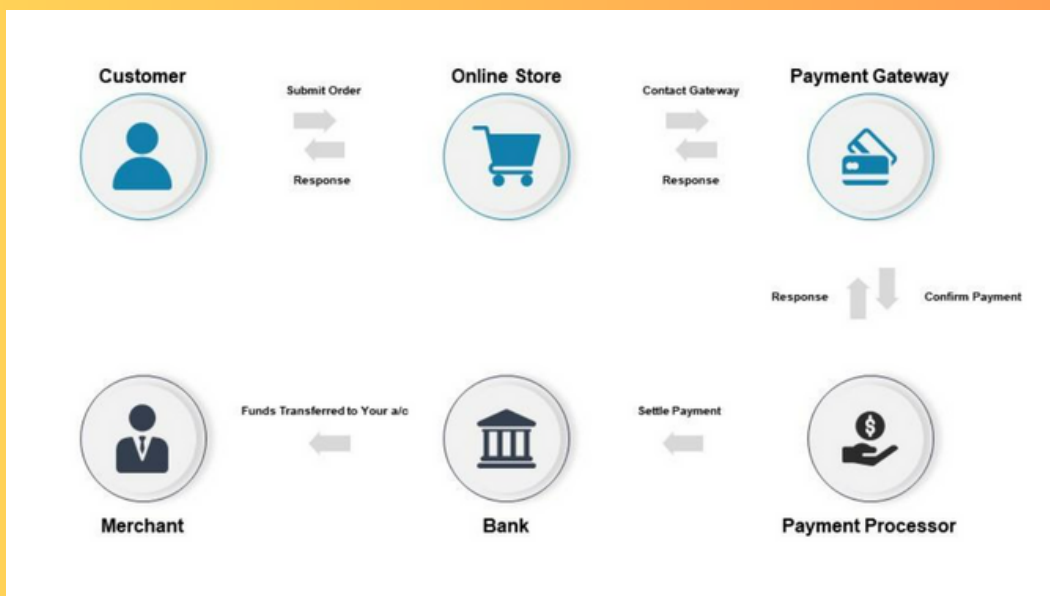 Customer
Online Store
Payment Gateway
Submit Order
Contact Gateway
Response
Response
Response
Confirm Payment
Funds Transferred to Your a/c
Settle Payment
$
Merchant
Bank
Payment Processor